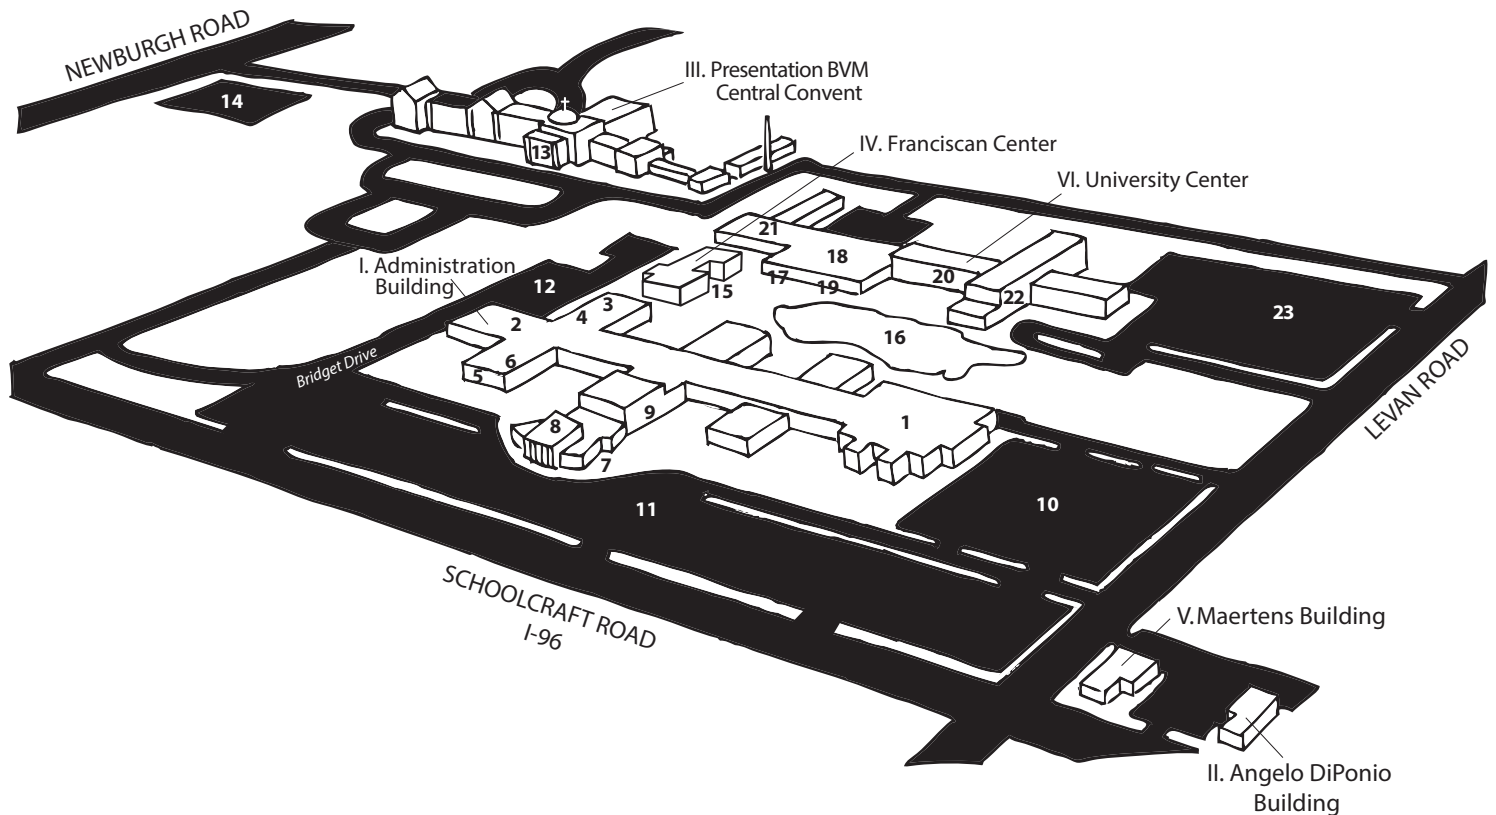 NEWBURGH ROAD
14
III. Presentation BVM
Central Convent
13
IV. Franciscan Center
VI. University Center
21
18
17
19
20
22
15
I. Administration
Building
12
3
4
2
6
5
16
23
Bridget Drive
9
8
7
1
10
11
LEVAN ROAD
SCHOOLCRAFT ROAD
I-96
V. Maertens Building
II. Angelo DiPonio
Building